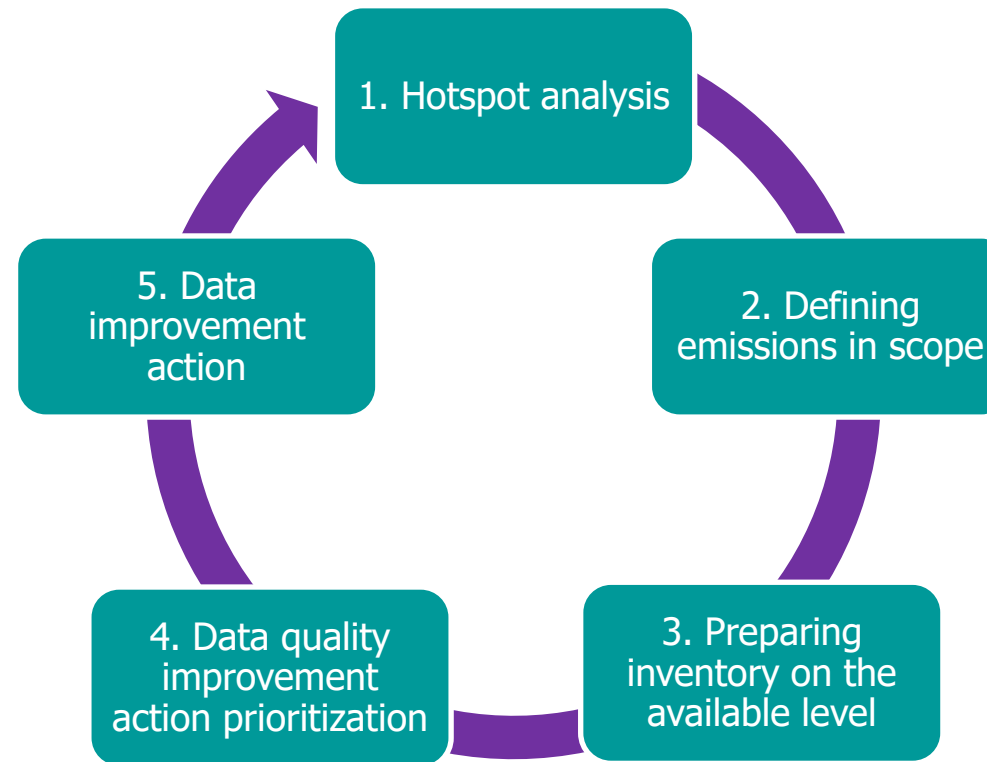 1. Hotspot analysis
2. Defining
emissions in scope
3. Preparing
inventory on the
available level
4. Data quality
improvement
action prioritization
5. Data
improvement
action